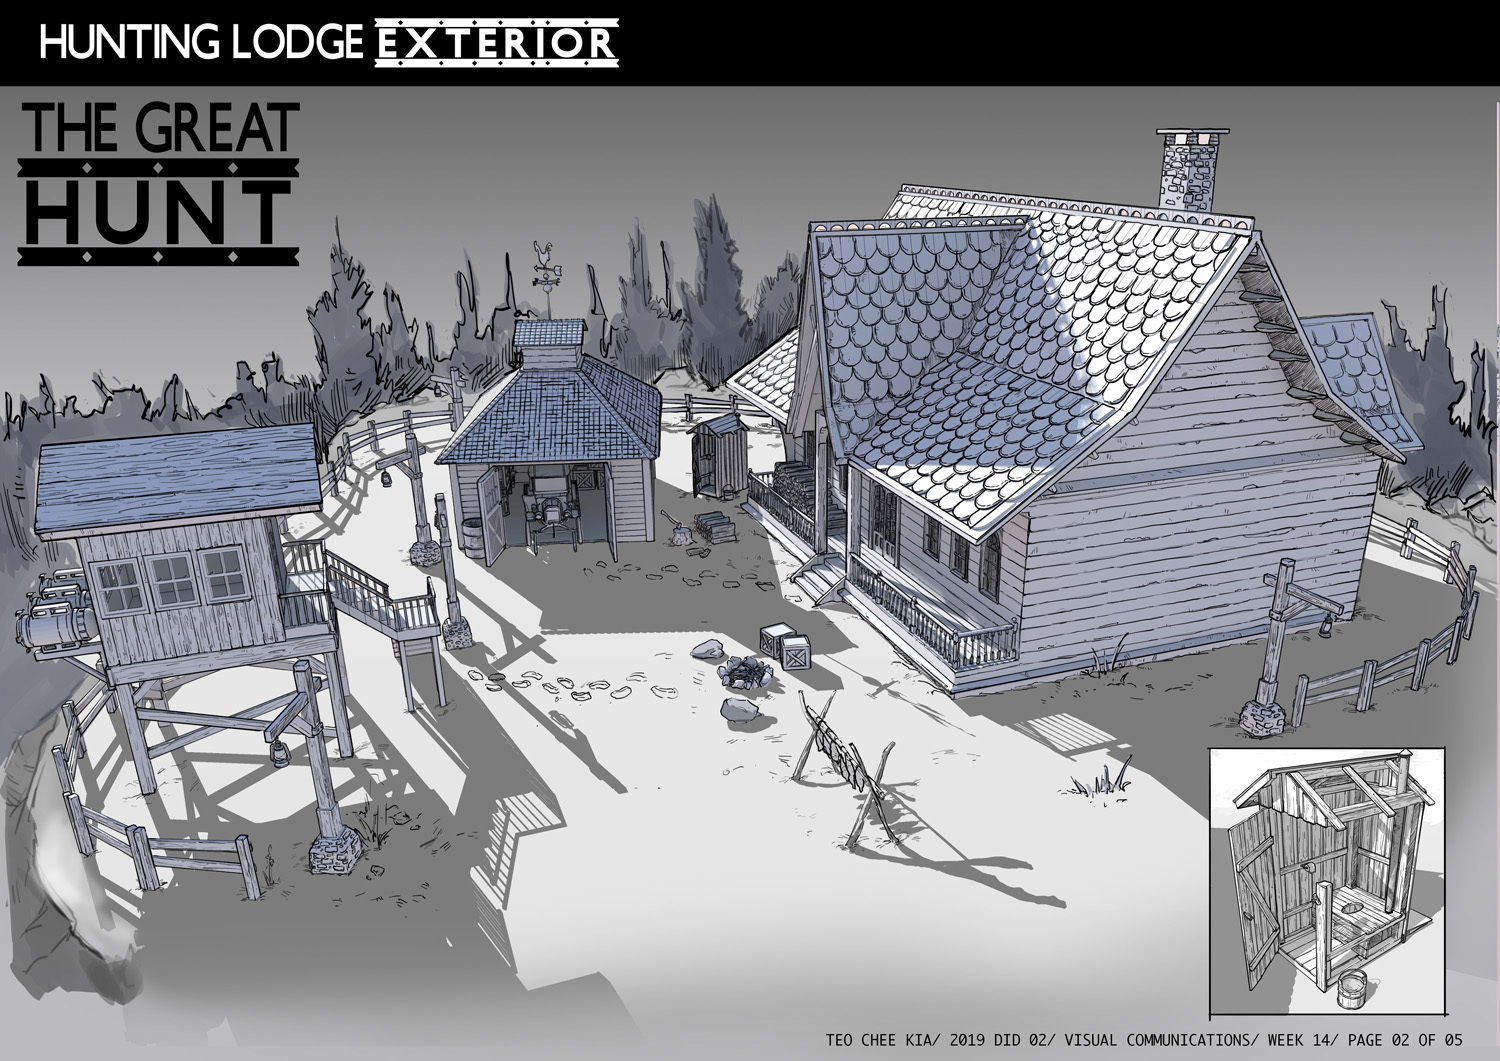 HUNTING LODGE EXTERIOR
THE GREAT
HUNT
TEO CHEE KIA/ 2019 DID 02/ VISUAL COMMUNICATIONS/ WEEK 14/ PAGE 02 OF 05